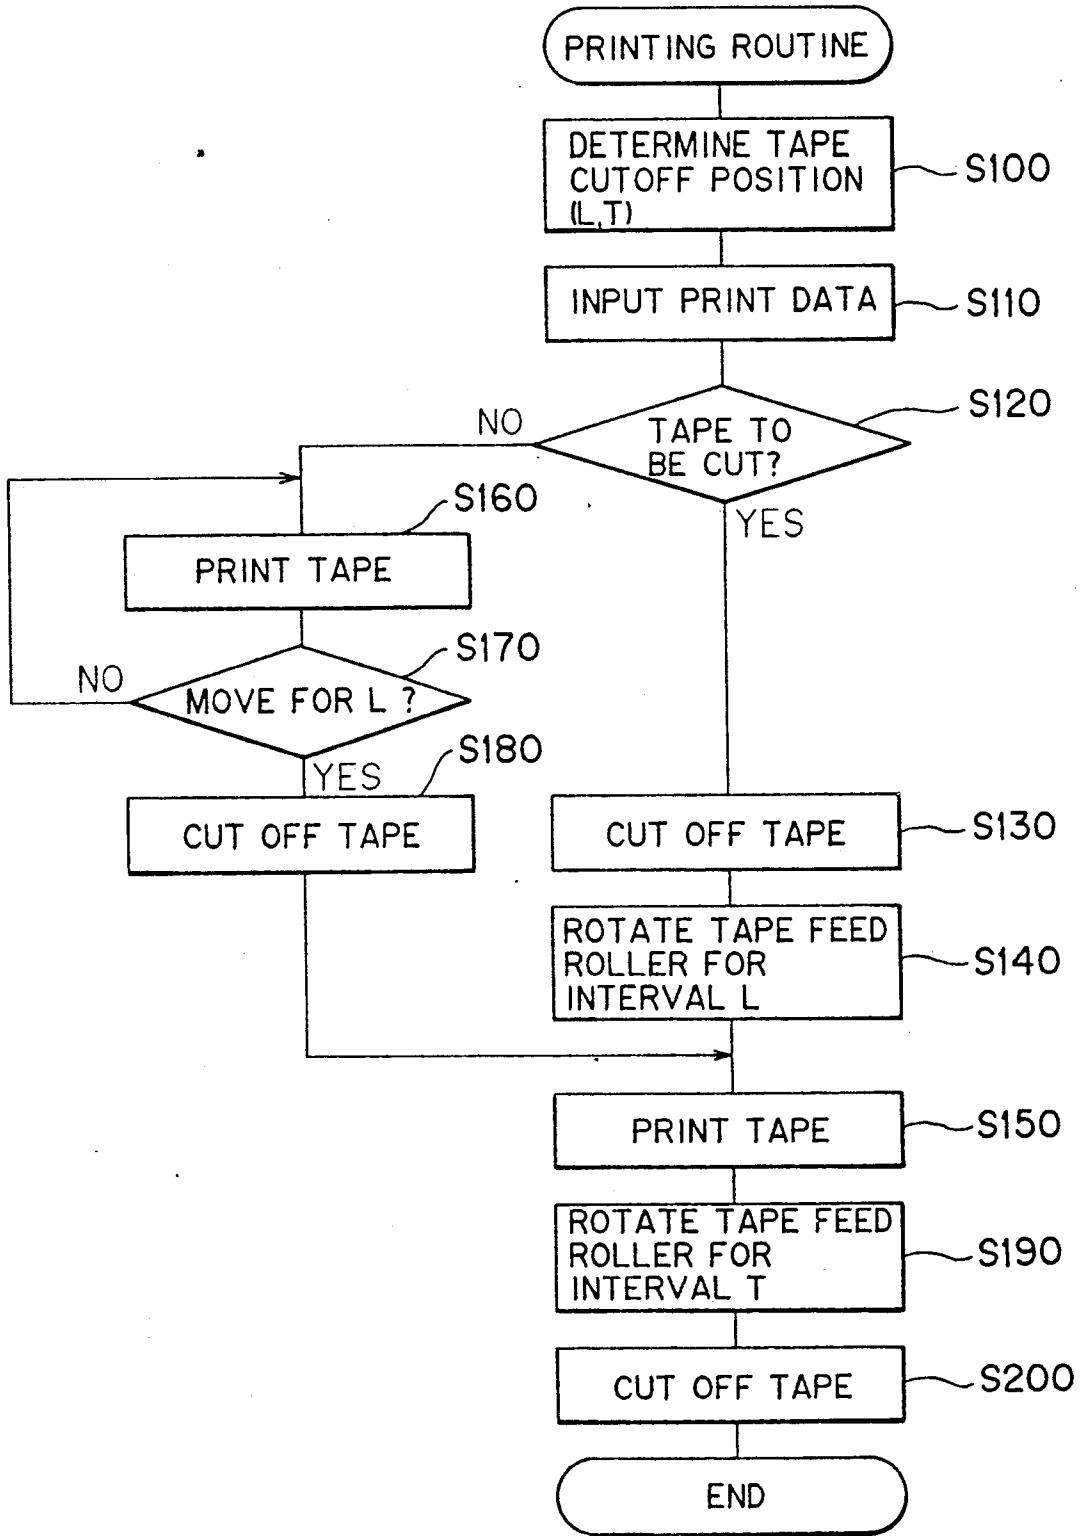 PRINTING ROUTINE
DETERMINE TAPE
CUTOFF POSITION
(L,T)
S100
INPUT PRINT DATA
S110
S120
NO
TAPE TO
BE CUT?
YES
S160
PRINT TAPE
S170
NO
MOVE FOR L ?
S180
YES
CUT OFF TAPE
CUT OFF TAPE
S130
ROTATE TAPE FEED
ROLLER FOR
INTERVAL L
S140
PRINT TAPE
S150
ROTATE TAPE FEED
ROLLER FOR
INTERVAL T
S190
CUT OFF TAPE
S200
END